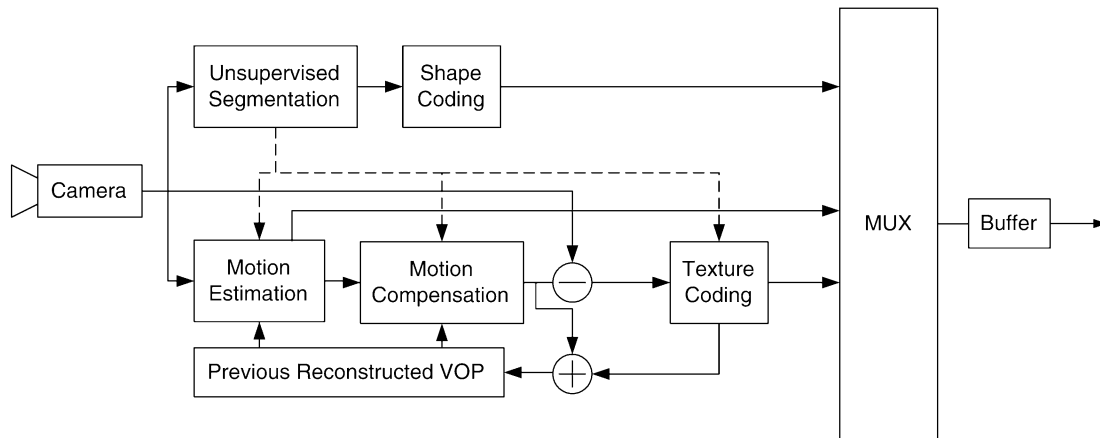 Unsupervised
Segmentation
Shape
Coding
Camera
MUX
Buffer
Motion
Estimation
Motion
Compensation
Texture
Coding
Previous Reconstructed VOP